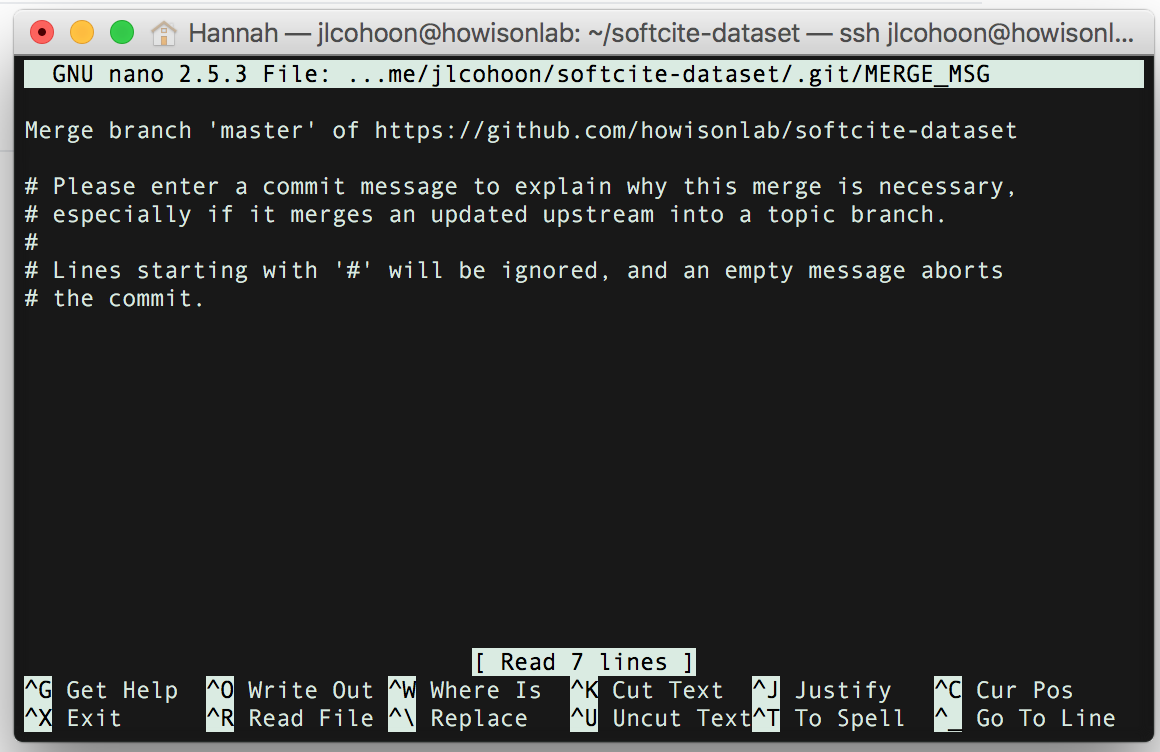 Hannah — jlcohoon@howisonlab: ~/softcite-dataset — ssh jlcohoon@howisonl...
GNU nano 2.5.3 File: ...me/jlcohoon/softcite-dataset/.git/MERGE_MSG
Merge branch 'master' of https://github.com/howisonlab/softcite-dataset
# Please enter a commit message to explain why this merge is necessary,
# especially if it merges an updated upstream into a topic branch.
#
# Lines starting with '#' will be ignored, and an empty message aborts
# the commit.
[ Read 7 lines ]
^G Get Help ^O Write Out ^W Where Is ^K Cut Text ^J Justify ^C Cur Pos
^X Exit ^R Read File ^\ Replace ^U Uncut Text ^T To Spell ^_ Go To Line